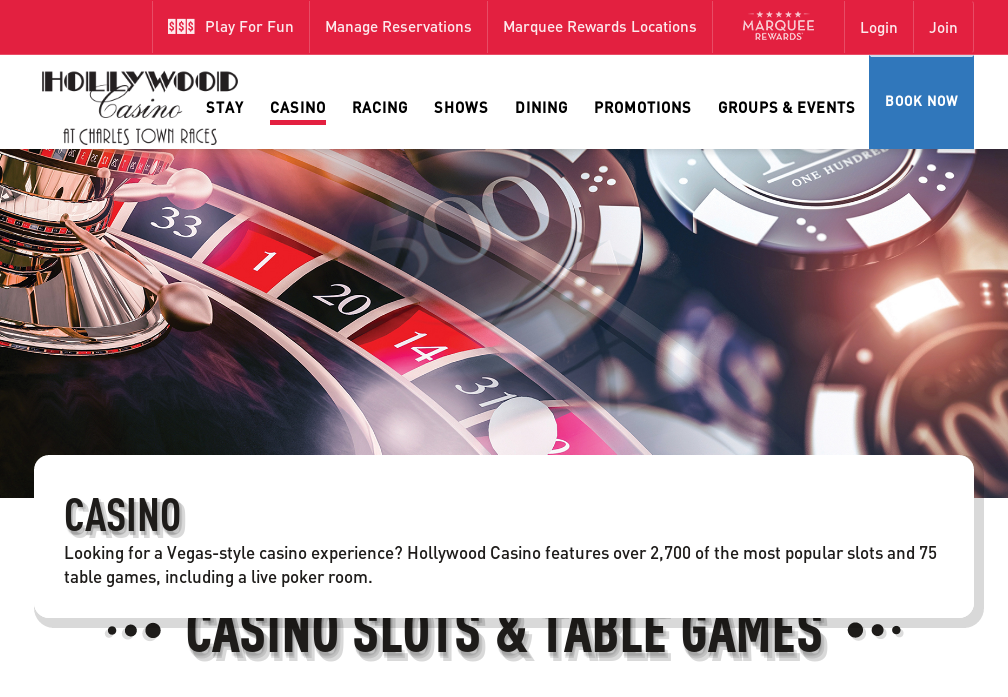 $$$ Play For Fun
Manage Reservations
Marquee Rewards Locations
MARQUEE
REWARDS
Login
Join
HOLLYWOOD
Casino
AT CHARLES TOWN RACES
STAY
CASINO
RACING
SHOWS
DINING
PROMOTIONS
GROUPS & EVENTS
BOOK NOW
33
1
20
14
31
500
ONE HUNDRED
100
CASINO
Looking for a Vegas-style casino experience? Hollywood Casino features over 2,700 of the most popular slots and 75
table games, including a live poker room.
CASINO SLOTS & TABLE GAMES